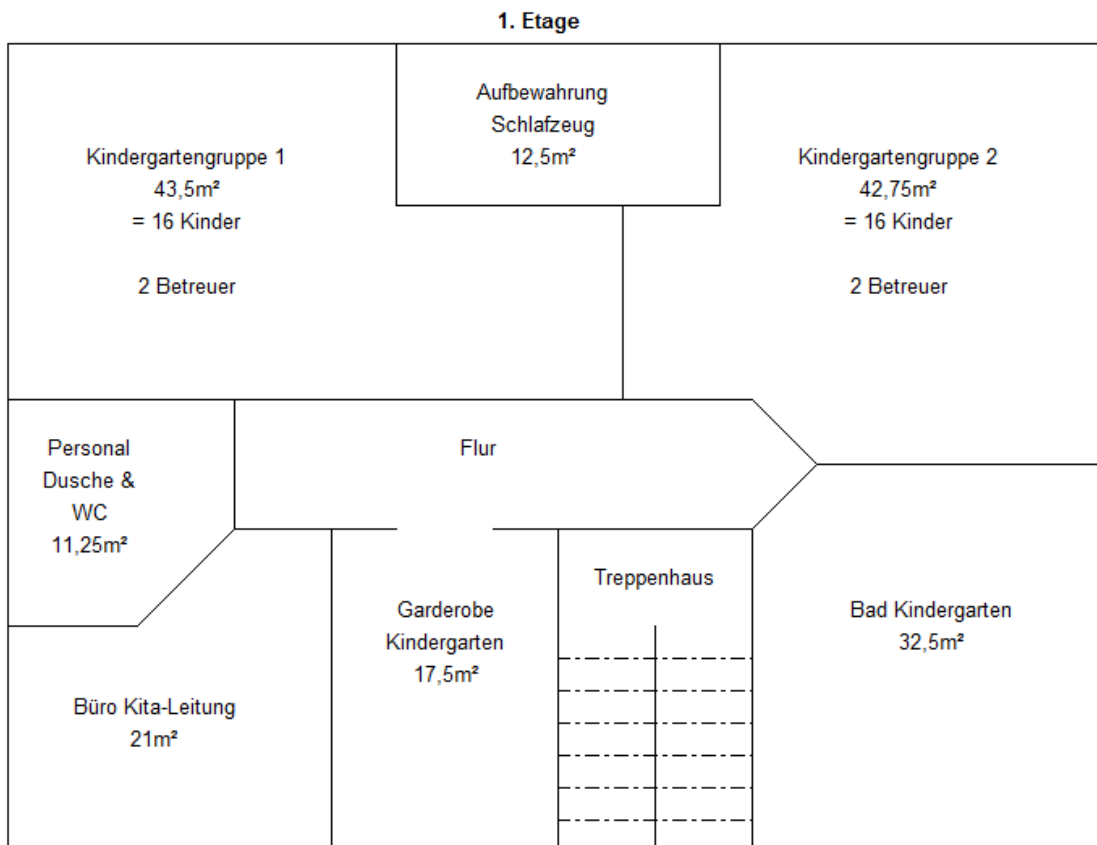 1. Etage
Aufbewahrung
Schlafzeug
12,5m²
Kindergartengruppe 1
43,5m²
= 16 Kinder
2 Betreuer
Kindergartengruppe 2
42,75m²
= 16 Kinder
2 Betreuer
Personal
Dusche &
WC
11,25m²
Flur
Treppenhaus
Garderobe
Kindergarten
17,5m²
Bad Kindergarten
32,5m²
Büro Kita-Leitung
21m²